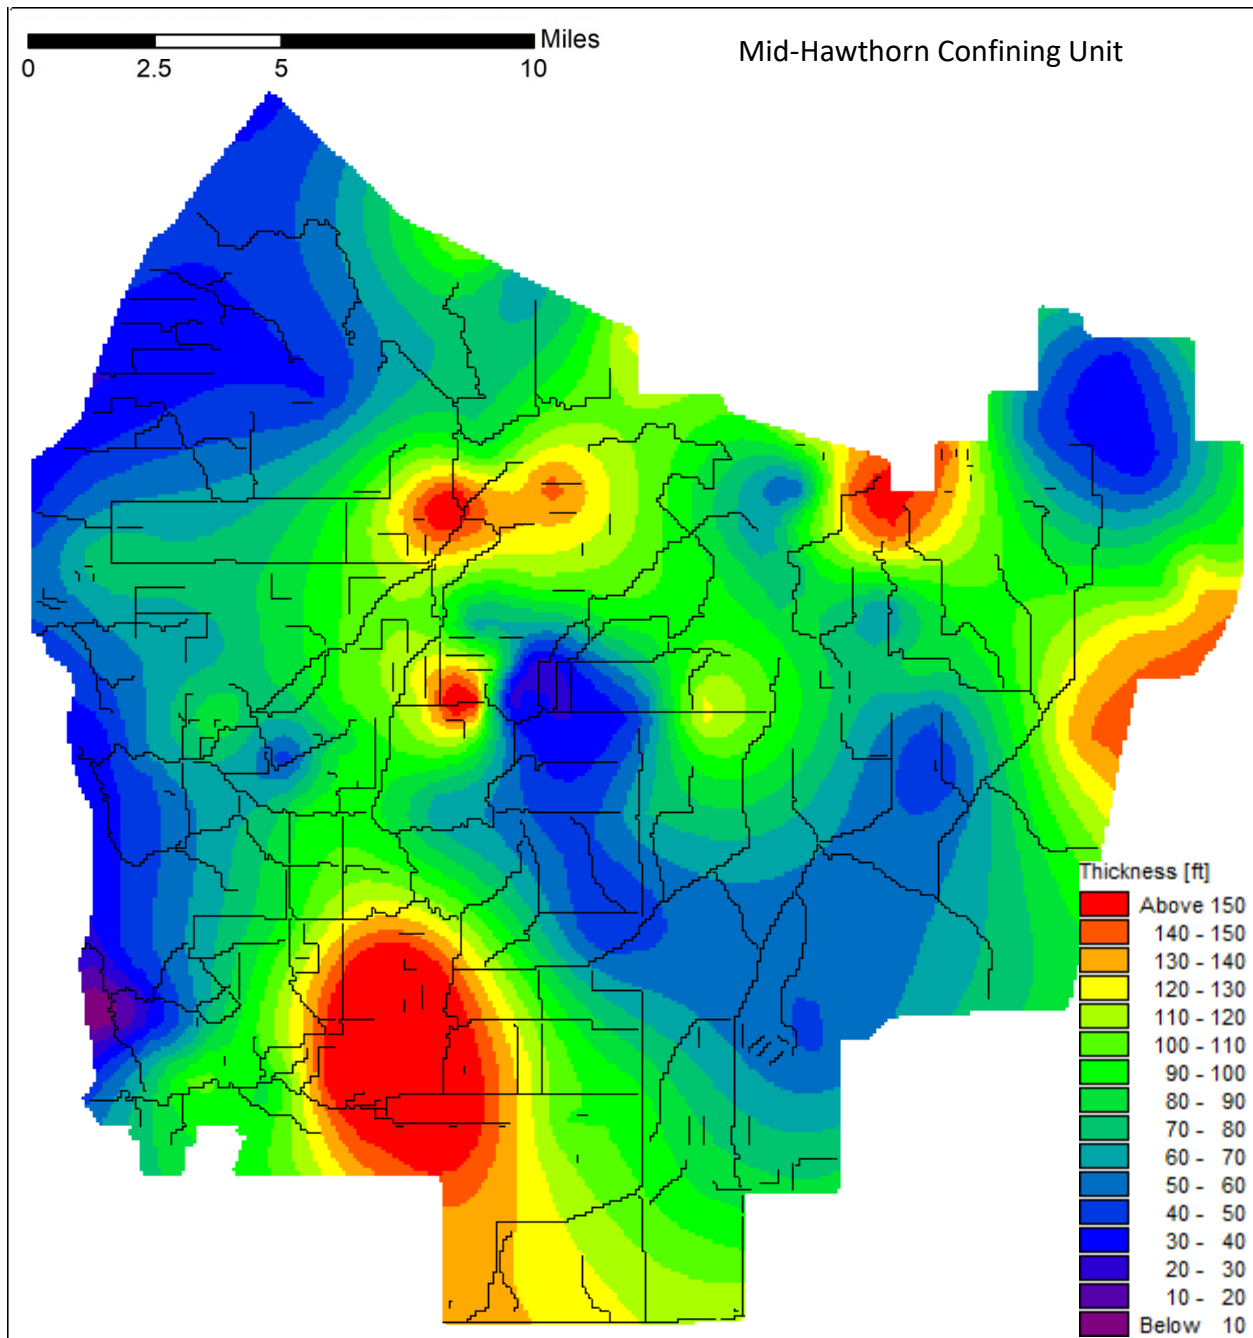 Miles
0 2.5 5 10
Mid-Hawthorn Confining Unit
Thickness [ft]
Above 150
140 - 150
130 - 140
120 - 130
110 - 120
100 - 110
90 - 100
80 - 90
70 - 80
60 - 70
50 - 60
40 - 50
30 - 40
20 - 30
10 - 20
Below 10